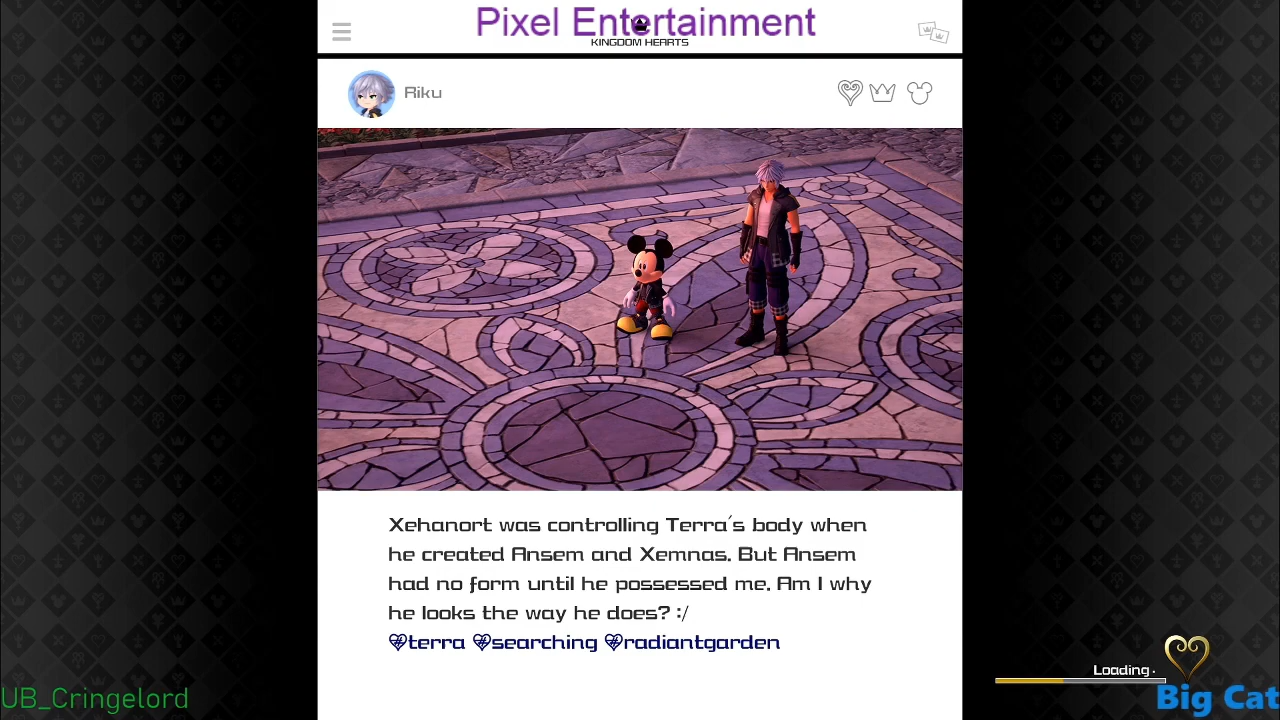 Pixel Entertainment
KINGDOM HEARTS
Riku
Xehanort was controlling Terra's body when
he created Ansem and Xemnas. But Ansem
had no form until he possessed me. Am I why
he looks the way he does? :/
#terra #searching #radiantgarden
Loading.
UB_Cringelord
Big Cat